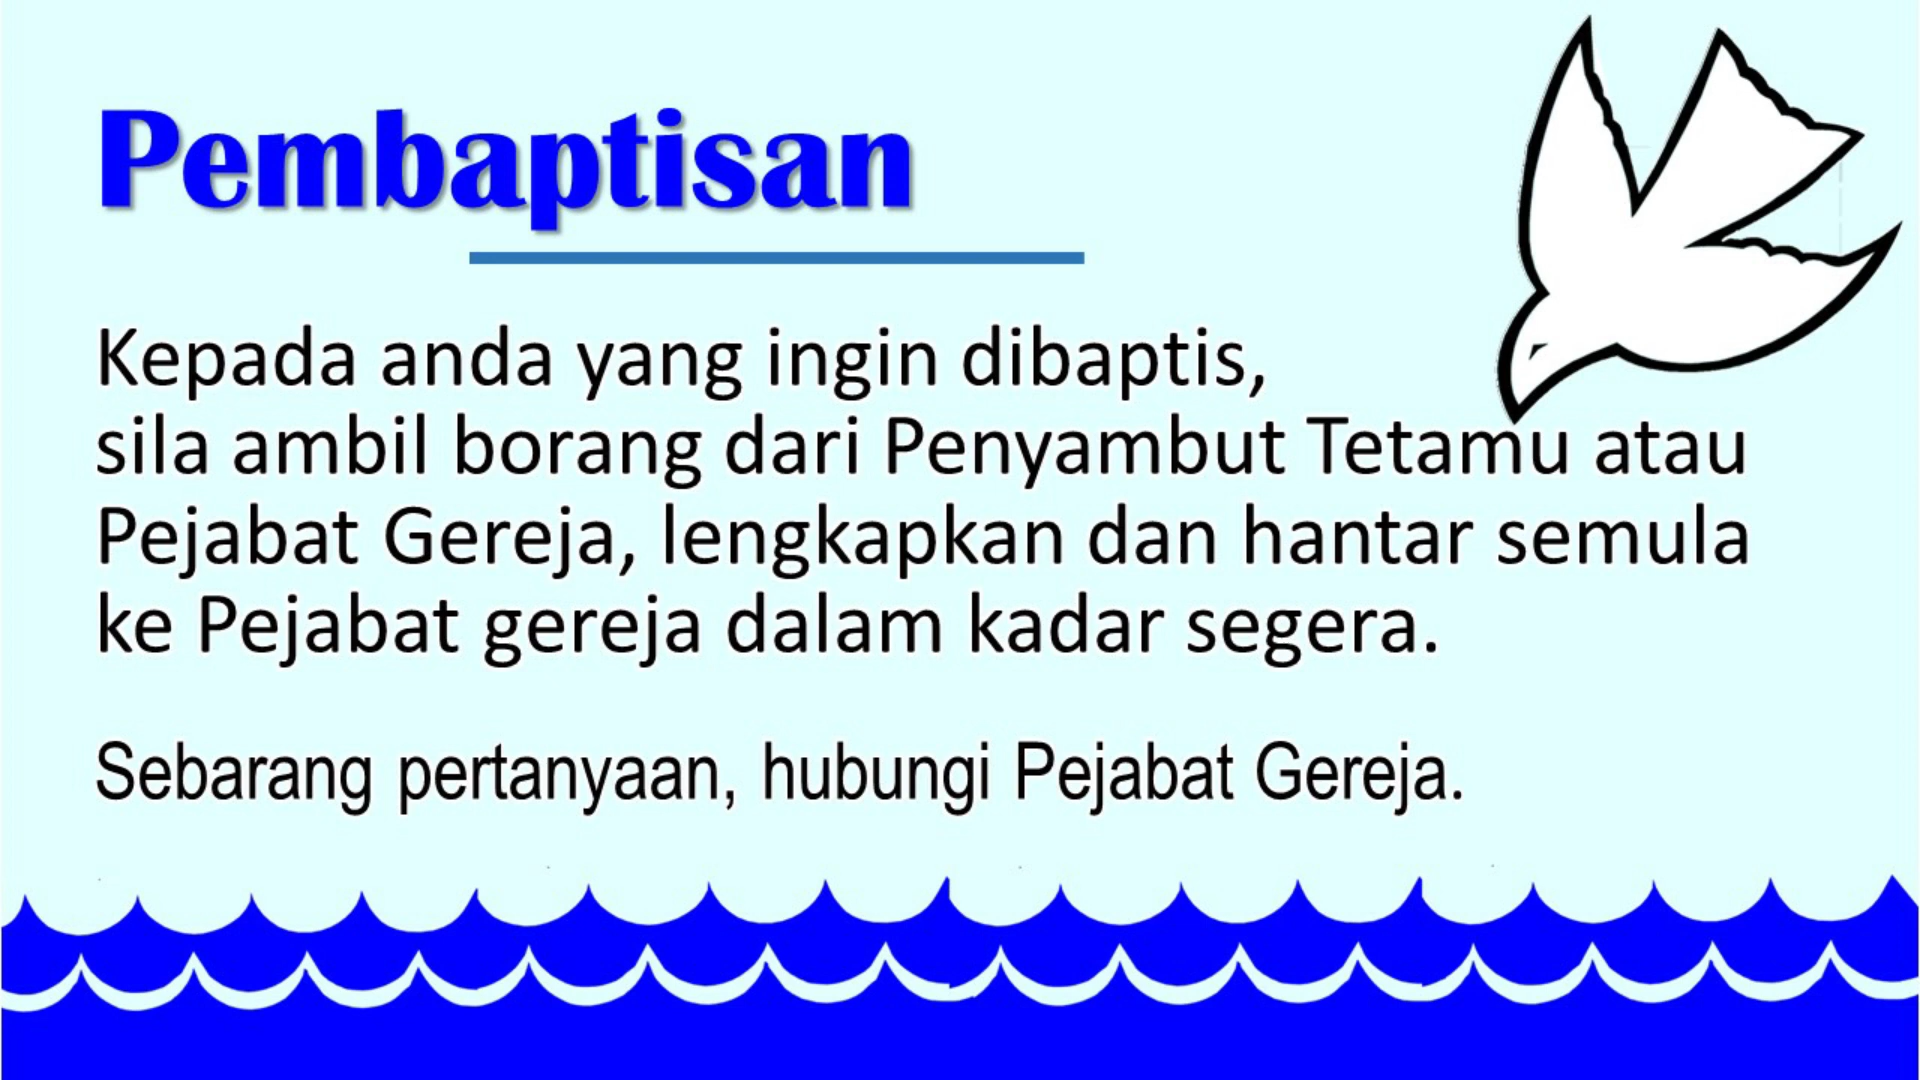 Pembaptisan
Kepada anda yang ingin dibaptis,
sila ambil borang dari Penyambut Tetamu atau
Pejabat Gereja, lengkapkan dan hantar semula
ke Pejabat gereja dalam kadar segera.
Sebarang pertanyaan, hubungi Pejabat Gereja.